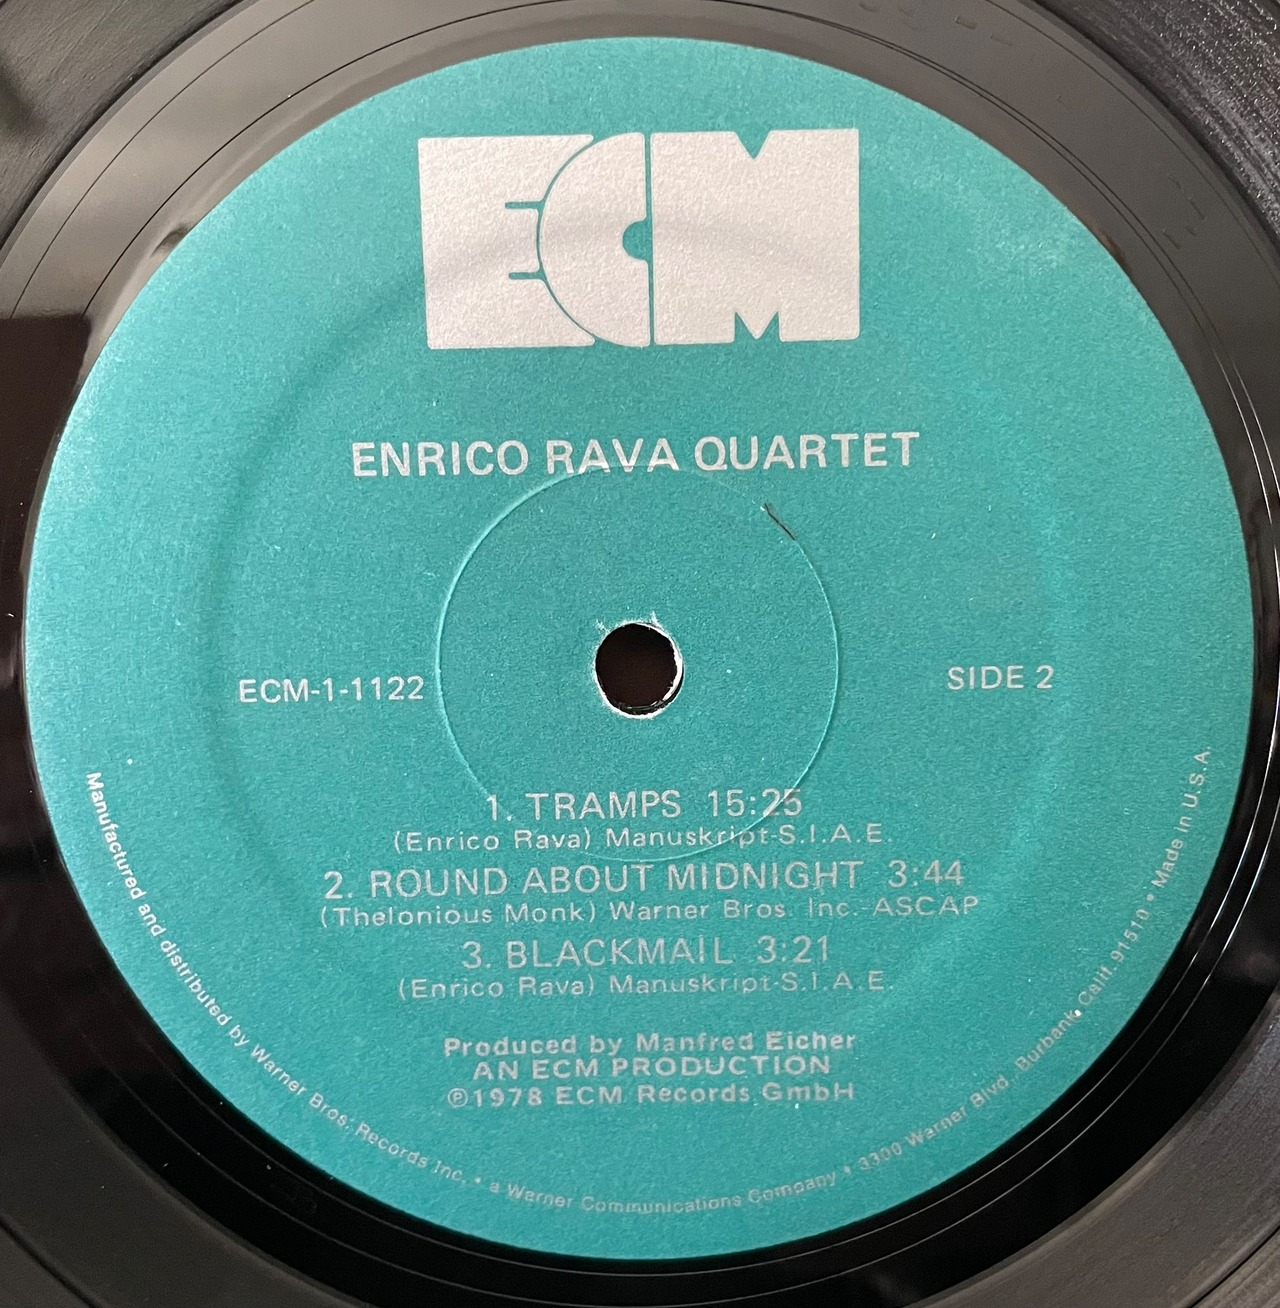 ECM
ENRICO RAVA QUARTET
ECM-1-1122
SIDE 2
1. TRAMPS 15:25
(Enrico Rava) Manuskript-S.I.A.E.
2. ROUND ABOUT MIDNIGHT 3:44
(Thelonious Monk) Warner Bros. Inc.-ASCAP
3. BLACKMAIL 3:21
(Enrico Rava) Manuskript-S.I.A.E.
Produced by Manfred Eicher
AN ECM PRODUCTION
℗1978 ECM Records GmbH
Manufactured and distributed by Warner Bros. Records Inc. • a Warner Communications Company • 3300 Warner Blvd., Burbank, Calif. 91510 • Made in U.S.A.